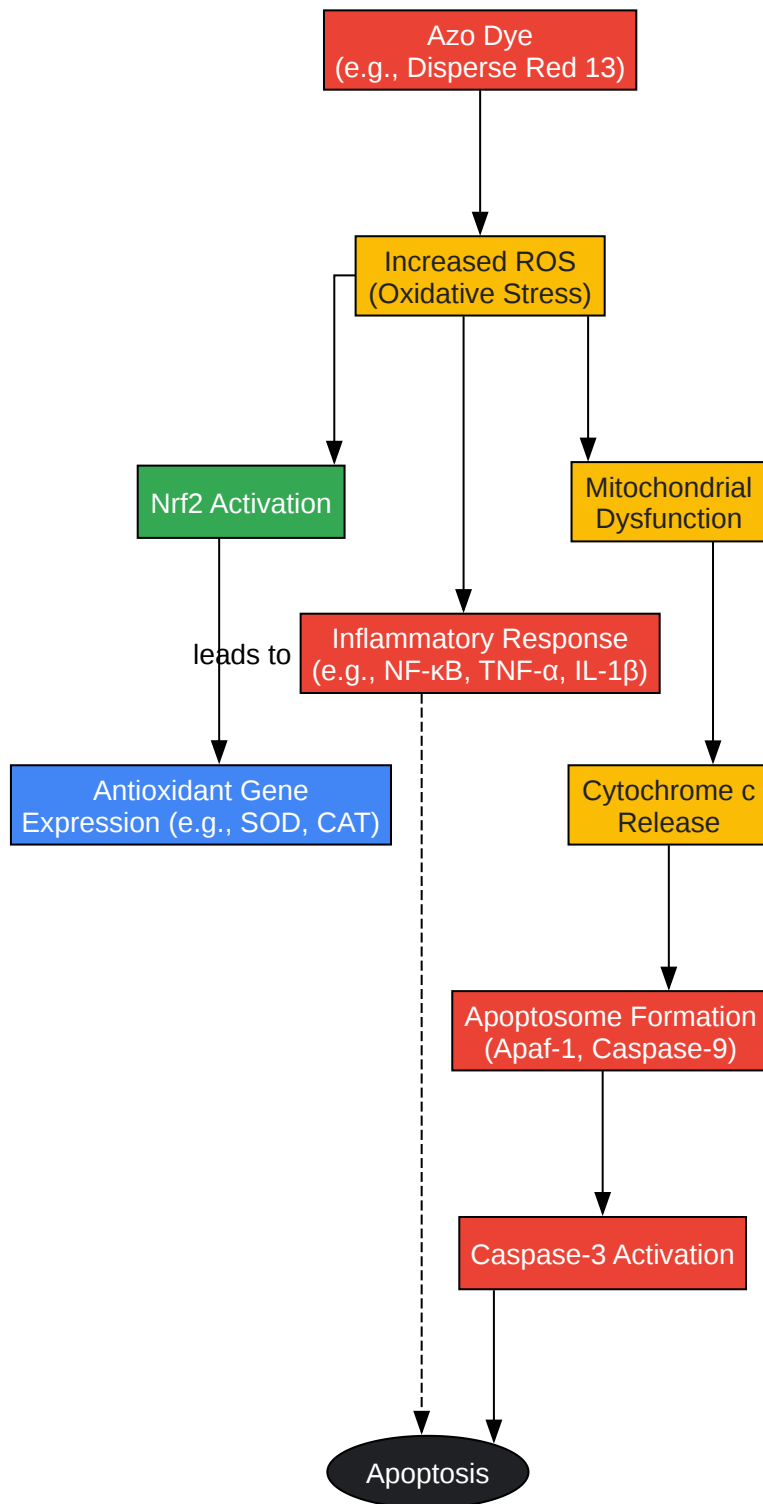 Azo Dye
(e.g., Disperse Red 13)
Increased ROS
(Oxidative Stress)
Nrf2 Activation
Mitochondrial
Dysfunction
leads to
Inflammatory Response
(e.g., NF-κB, TNF-α, IL-1β)
Antioxidant Gene
Expression (e.g., SOD, CAT)
Cytochrome c
Release
Apoptosome Formation
(Apaf-1, Caspase-9)
Caspase-3 Activation
Apoptosis